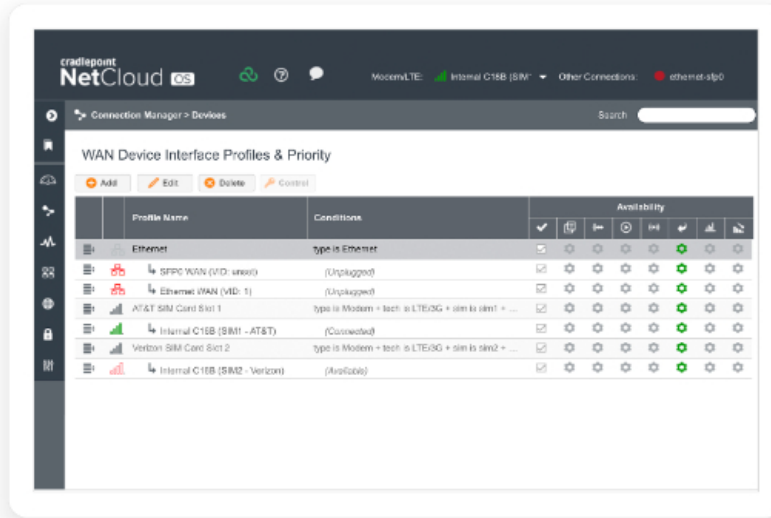 cradlepoint
NetCloud OS
Modem/LTE: Internal C18B (SIM1 Other Connections: ethernet-sfp0
Connection Manager > Devices Search
WAN Device Interface Profiles & Priority
Add Edit Delete Control
Availability
Profile Name Conditions
Ethernet type is Ethernet
SFP0 WAN (VID: unset) (Unplugged)
Ethernet WAN (VID: 1) (Unplugged)
AT&T SIM Card Slot 1 type is Modem + tech is LTE/3G + sim is sim1 + ...
Internal C18B (SIM1 - AT&T) (Connected)
Verizon SIM Card Slot 2 type is Modem + tech is LTE/3G + sim is sim2 + ...
Internal C18B (SIM2 - Verizon) (Available)